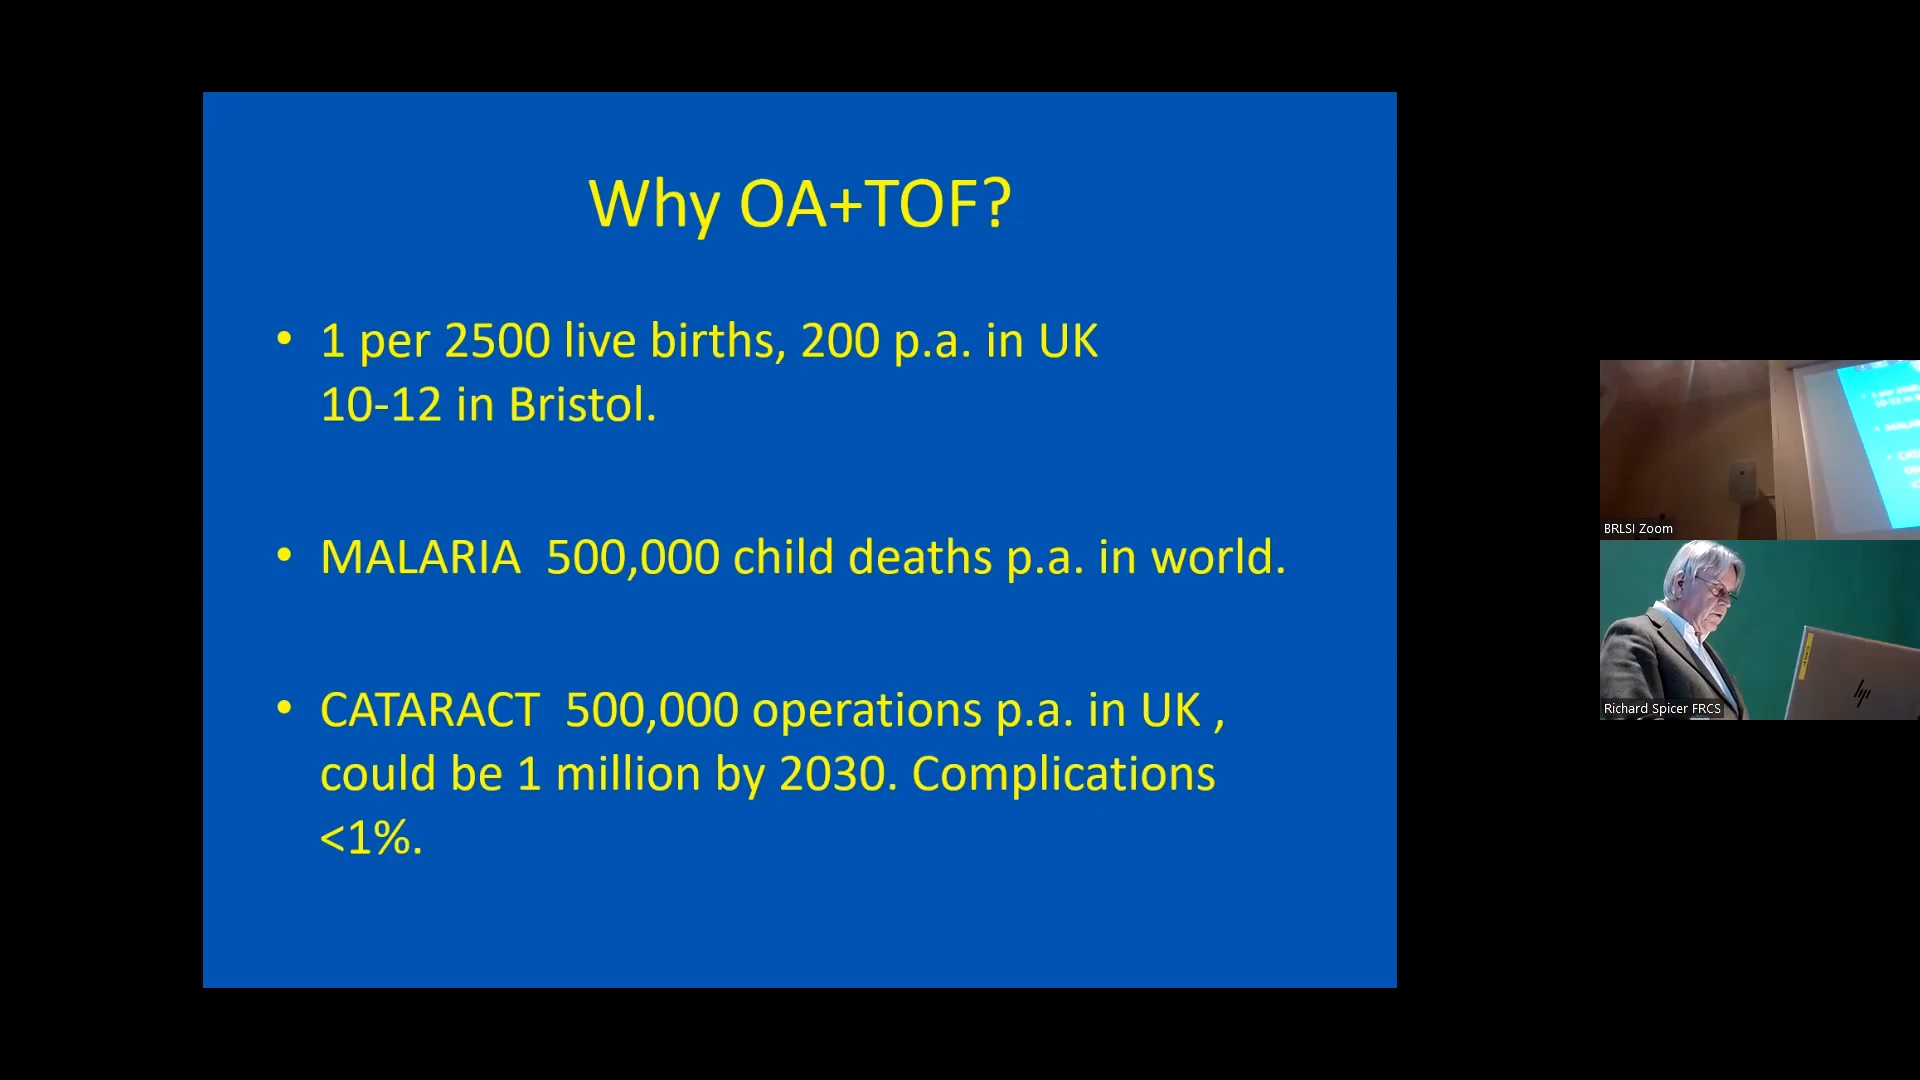 Why OA+TOF?
• 1 per 2500 live births, 200 p.a. in UK
10-12 in Bristol.
• MALARIA  500,000 child deaths p.a. in world.
• CATARACT  500,000 operations p.a. in UK ,
could be 1 million by 2030. Complications
<1%.
BRLSI Zoom
hp
Richard Spicer FRCS